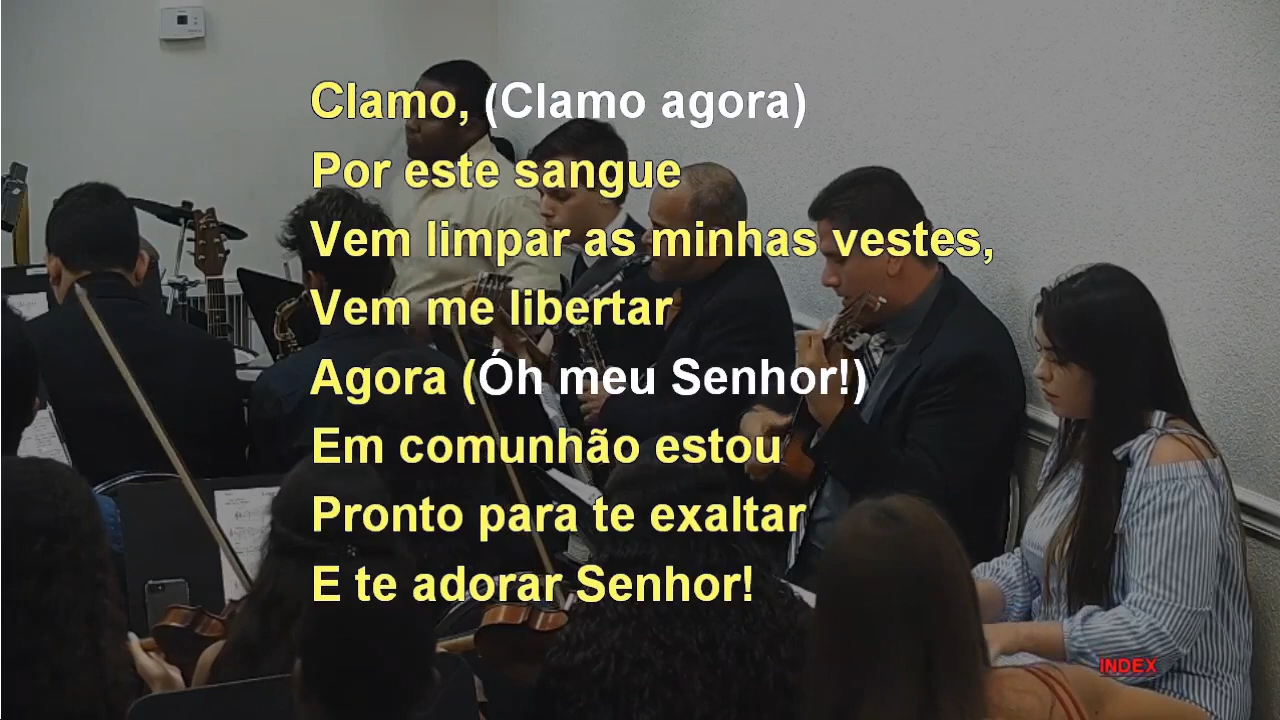 Clamo, (Clamo agora)
Por este sangue
Vem limpar as minhas vestes,
Vem me libertar
Agora (Óh meu Senhor!)
Em comunhão estou
Pronto para te exaltar
E te adorar Senhor!
INDEX